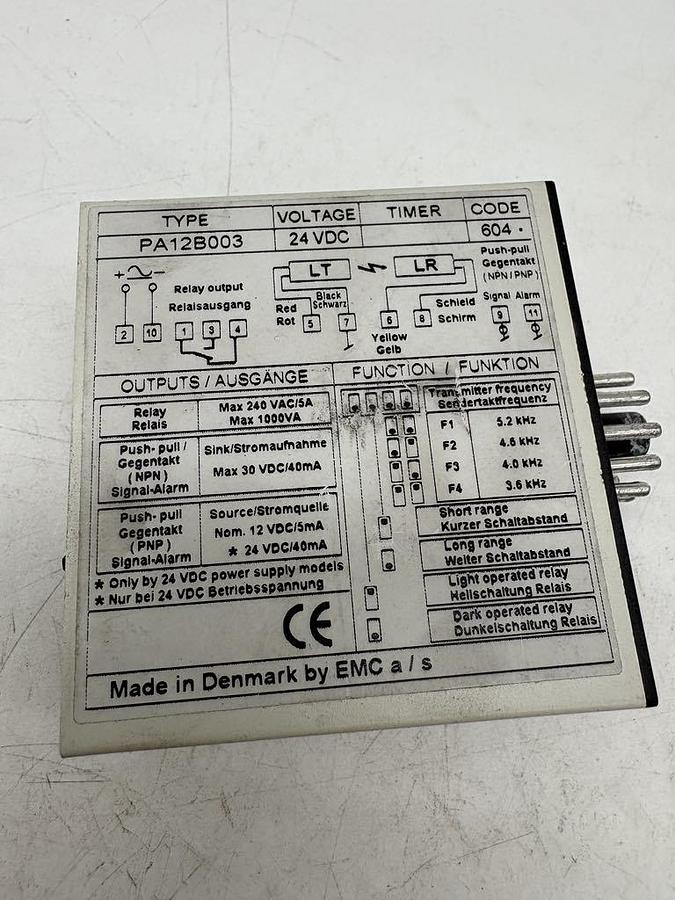 TYPE VOLTAGE TIMER CODE
PA12B003 24 VDC 604 .
+ −
Relay output
Relaisausgang
2 10 1 3 4
LT LR
Red
Rot
5
Black
Schwarz
7
6
Yellow
Gelb
8
Schield
Schirm
Push-pull
Gegentakt
(NPN / PNP)
Signal Alarm
9 11
OUTPUTS / AUSGÄNGE
Relay
Relais
Max 240 VAC/5A
Max 1000VA
Push- pull /
Gegentakt
( NPN )
Signal-Alarm
Sink/Stromaufnahme
Max 30 VDC/40mA
Push- pull
Gegentakt
( PNP )
Signal-Alarm
Source/Stromquelle
Nom. 12 VDC/5mA
* 24 VDC/40mA
* Only by 24 VDC power supply models
* Nur bei 24 VDC Betriebsspannung
CE
FUNCTION / FUNKTION
Transmitter frequency
Sendertaktfrequenz
F1 5.2 kHz
F2 4.6 kHz
F3 4.0 kHz
F4 3.6 kHz
Short range
Kurzer Schaltabstand
Long range
Weiter Schaltabstand
Light operated relay
Hellschaltung Relais
Dark operated relay
Dunkelschaltung Relais
Made in Denmark by EMC a / s